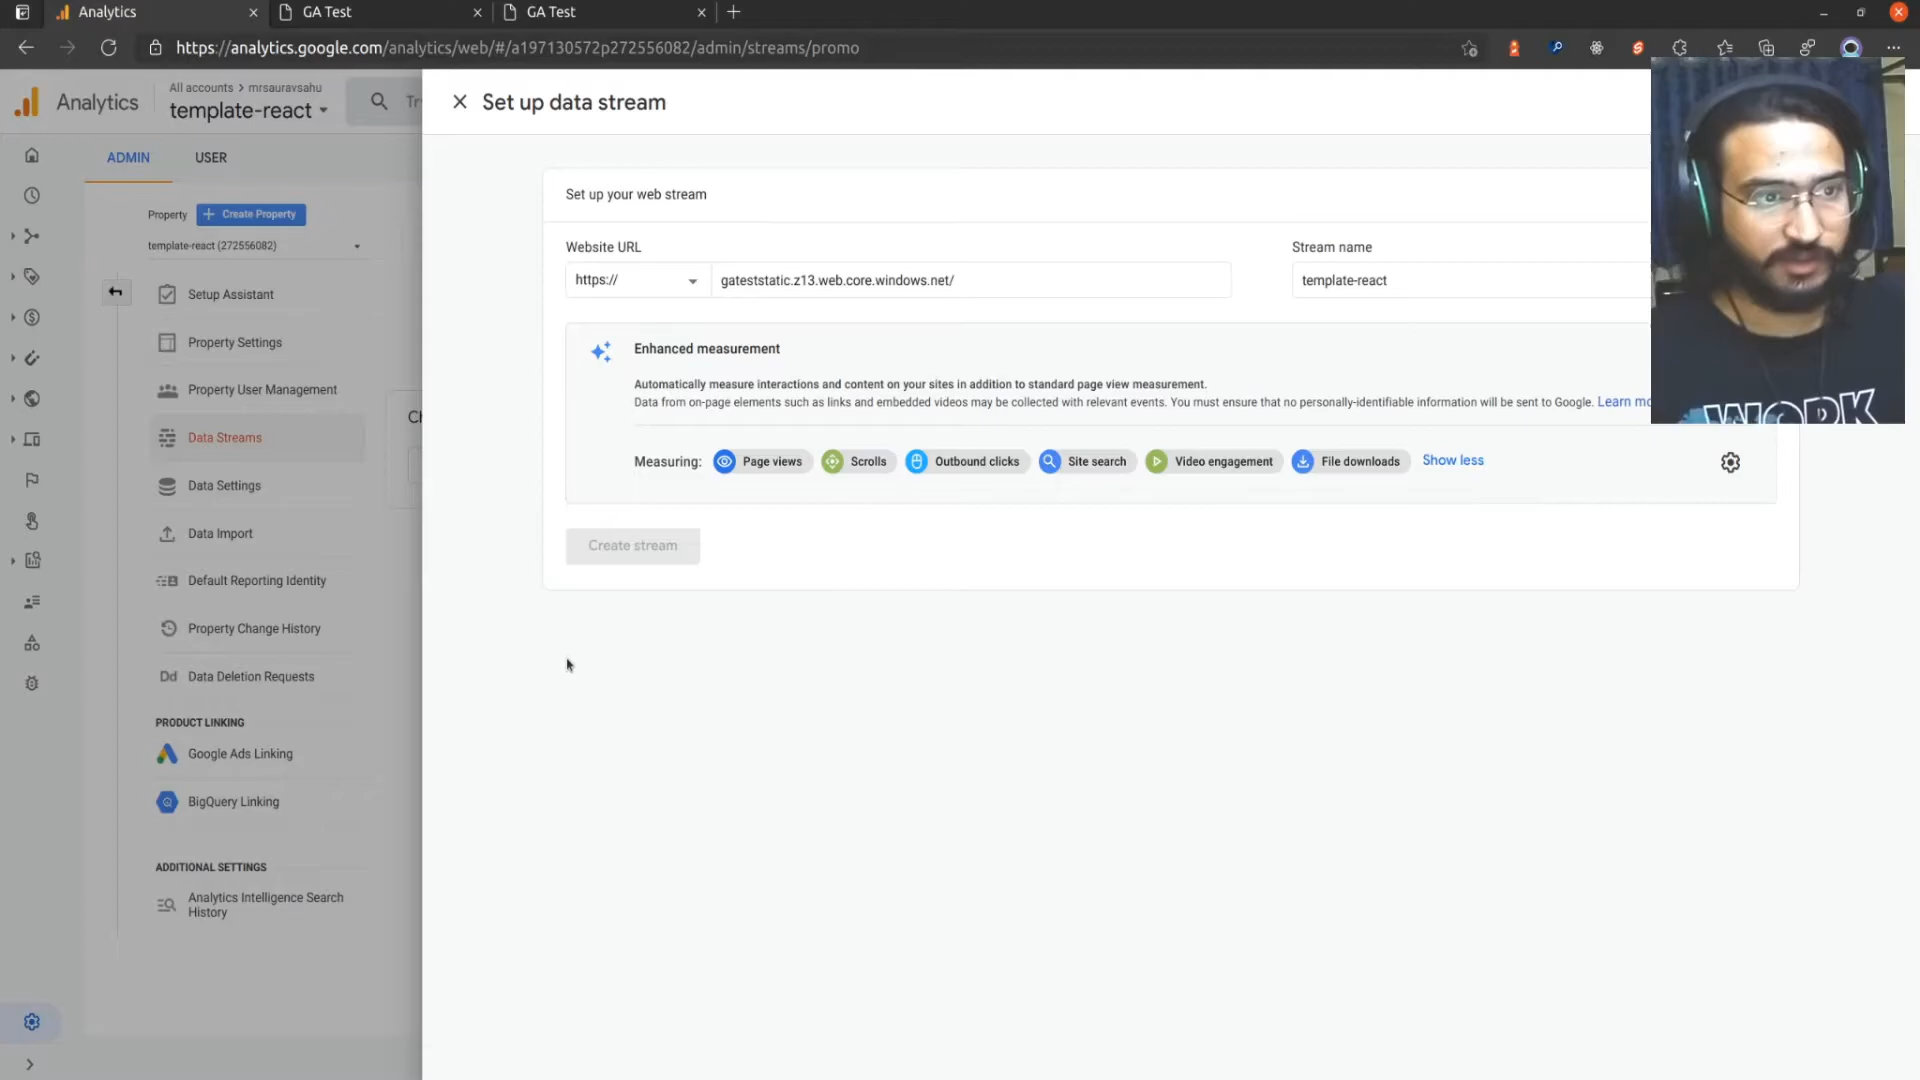 Analytics
GA Test
GA Test
https://analytics.google.com/analytics/web/#/a197130572p272556082/admin/streams/promo
Analytics
All accounts > mrsauravsahu
template-react
Set up data stream
ADMIN
USER
Property
Create Property
template-react (272556082)
Setup Assistant
Property Settings
Property User Management
Data Streams
Data Settings
Data Import
Default Reporting Identity
Property Change History
Dd Data Deletion Requests
PRODUCT LINKING
Google Ads Linking
BigQuery Linking
ADDITIONAL SETTINGS
Analytics Intelligence Search
History
Set up your web stream
Website URL
Stream name
https://
gateststatic.z13.web.core.windows.net/
template-react
Enhanced measurement
Automatically measure interactions and content on your sites in addition to standard page view measurement.
Data from on-page elements such as links and embedded videos may be collected with relevant events. You must ensure that no personally-identifiable information will be sent to Google. Learn mo
Measuring:
Page views
Scrolls
Outbound clicks
Site search
Video engagement
File downloads
Show less
Create stream
WORK